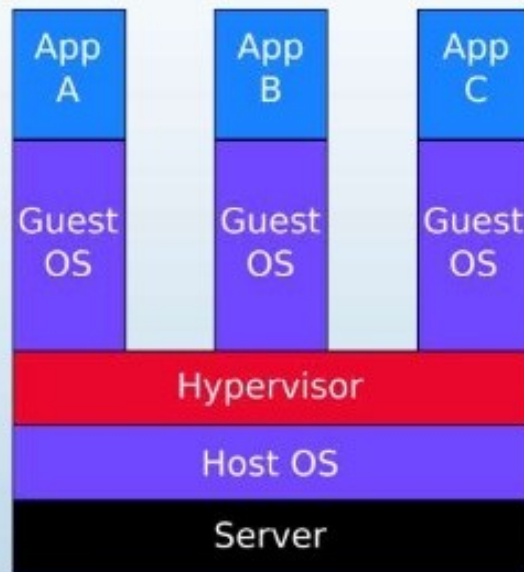 App
A
App
B
App
C
Guest
OS
Guest
OS
Guest
OS
Hypervisor
Host OS
Server